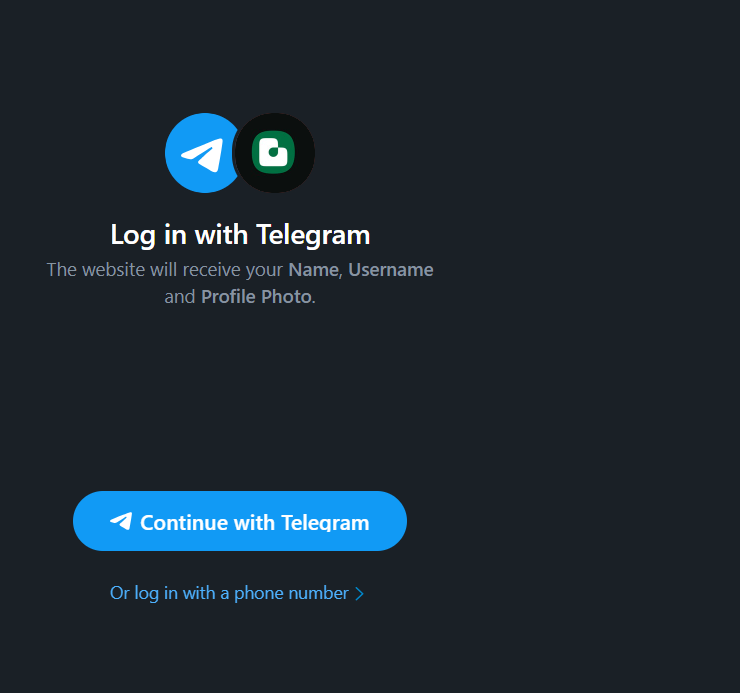 Log in with Telegram
The website will receive your Name, Username
and Profile Photo.
Continue with Telegram
Or log in with a phone number